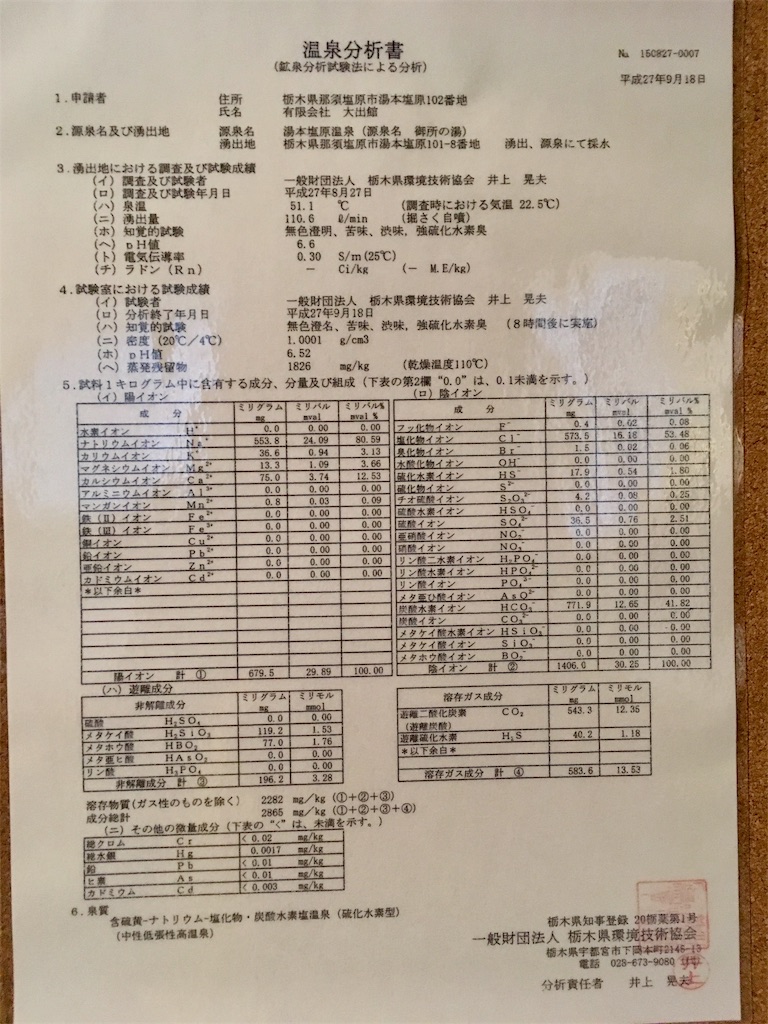 温泉分析書
(鉱泉分析試験法による分析)
№ 150827-0007
平成27年9月18日
1.申請者 住所 栃木県那須塩原市湯本塩原102番地
氏名 有限会社 大出館
2.源泉名及び湧出地 源泉名 湯本塩原温泉（源泉名 御所の湯）
湧出地 栃木県那須塩原市湯本塩原101-8番地 湧出、源泉にて採水
3.湧出地における調査及び試験成績
(イ)調査及び試験者 一般財団法人 栃木県環境技術協会 井上 晃夫
(ロ)調査及び試験年月日 平成27年8月27日
(ハ)泉温 51.1 ℃ (調査時における気温 22.5℃)
(ニ)湧出量 110.6 ℓ/min (掘さく自噴)
(ホ)知覚的試験 無色澄明、苦味、渋味，強硫化水素臭
(ヘ)pH値 6.6
(ト)電気伝導率 0.30 S/m(25℃)
(チ)ラドン(Rn) － Ci/kg (－ M.E/kg)
4.試験室における試験成績
(イ)試験者 一般財団法人 栃木県環境技術協会 井上 晃夫
(ロ)分析終了年月日 平成27年9月18日
(ハ)知覚的試験 無色澄名、苦味、渋味、強硫化水素臭 (8時間後に実施)
(ニ)密度(20℃/4℃) 1.0001 g/cm3
(ホ)pH値 6.52
(ヘ)蒸発残留物 1826 mg/kg (乾燥温度110℃)
5.試料1キログラム中に含有する成分、分量及び組成（下表の第2欄“0.0”は、0.1未満を示す。）
(イ)陽イオン
成分 ミリグラム mg ミリバル mval ミリバル% mval %
水素イオン H⁺ 0.0 0.00 0.00
ナトリウムイオン Na⁺ 553.8 24.09 80.59
カリウムイオン K⁺ 36.6 0.94 3.13
マグネシウムイオン Mg²⁺ 13.3 1.09 3.66
カルシウムイオン Ca²⁺ 75.0 3.74 12.53
アルミニウムイオン Al³⁺ 0.0 0.00 0.00
マンガンイオン Mn²⁺ 0.8 0.03 0.09
鉄(Ⅱ)イオン Fe²⁺ 0.0 0.00 0.00
鉄(Ⅲ)イオン Fe³⁺ 0.0 0.00 0.00
銅イオン Cu²⁺ 0.0 0.00 0.00
鉛イオン Pb²⁺ 0.0 0.00 0.00
亜鉛イオン Zn²⁺ 0.0 0.00 0.00
カドミウムイオン Cd²⁺ 0.0 0.00 0.00
*以下余白*
陽イオン 計 ① 679.5 29.89 100.00
(ロ)陰イオン
成分 ミリグラム mg ミリバル mval ミリバル% mval %
フッ化物イオン F⁻ 0.4 0.02 0.08
塩化物イオン Cl⁻ 573.5 16.18 53.48
臭化物イオン Br⁻ 1.5 0.02 0.06
水酸化物イオン OH⁻ 0.0 0.00 0.00
硫化水素イオン HS⁻ 17.9 0.54 1.80
硫化物イオン S²⁻ 0.0 0.00 0.00
チオ硫酸イオン S₂O₃²⁻ 4.2 0.08 0.25
硫酸水素イオン HSO₄⁻ 0.0 0.00 0.00
硫酸イオン SO₄²⁻ 36.5 0.76 2.51
亜硝酸イオン NO₂⁻ 0.0 0.00 0.00
硝酸イオン NO₃⁻ 0.0 0.00 0.00
リン酸二水素イオン H₂PO₄⁻ 0.0 0.00 0.00
リン酸水素イオン HPO₄²⁻ 0.0 0.00 0.00
リン酸イオン PO₄³⁻ 0.0 0.00 0.00
メタ亜ひ酸イオン AsO₂⁻ 0.0 0.00 0.00
炭酸水素イオン HCO₃⁻ 771.9 12.65 41.82
炭酸イオン CO₃²⁻ 0.0 0.00 0.00
メタケイ酸水素イオン HSiO₃⁻ 0.0 0.00 0.00
メタケイ酸イオン SiO₃²⁻ 0.0 0.00 0.00
メタホウ酸イオン BO₂⁻ 0.0 0.00 0.00
陰イオン 計 ② 1406.0 30.25 100.00
(ハ)遊離成分
非解離成分 ミリグラム mg ミリモル mmol
硫酸 H₂SO₄ 0.0 0.00
メタケイ酸 H₂SiO₃ 119.2 1.53
メタホウ酸 HBO₂ 77.0 1.76
メタ亜ヒ酸 HAsO₂ 0.0 0.00
リン酸 H₃PO₄ 0.0 0.00
非解離成分 計 ③ 196.2 3.28
溶存ガス成分 ミリグラム mg ミリモル mmol
遊離二酸化炭素 CO₂ 543.3 12.35
(遊離炭酸)
遊離硫化水素 H₂S 40.2 1.18
*以下余白*
溶存ガス成分 計 ④ 583.6 13.53
溶存物質(ガス性のものを除く) 2282 mg/kg (①+②+③)
成分総計 2865 mg/kg (①+②+③+④)
(ニ)その他の微量成分（下表の“<”は、未満を示す。）
総クロム Cr < 0.02 mg/kg
総水銀 Hg 0.0017 mg/kg
鉛 Pb < 0.01 mg/kg
ヒ素 As < 0.01 mg/kg
カドミウム Cd < 0.003 mg/kg
6.泉質
含硫黄-ナトリウム-塩化物・炭酸水素塩温泉（硫化水素型）
(中性低張性高温泉)
栃木県知事登録 20栃薬第1号
一般財団法人 栃木県環境技術協会
栃木県宇都宮市下岡本町2145-13
電話 028-673-9080
分析責任者 井上 晃夫